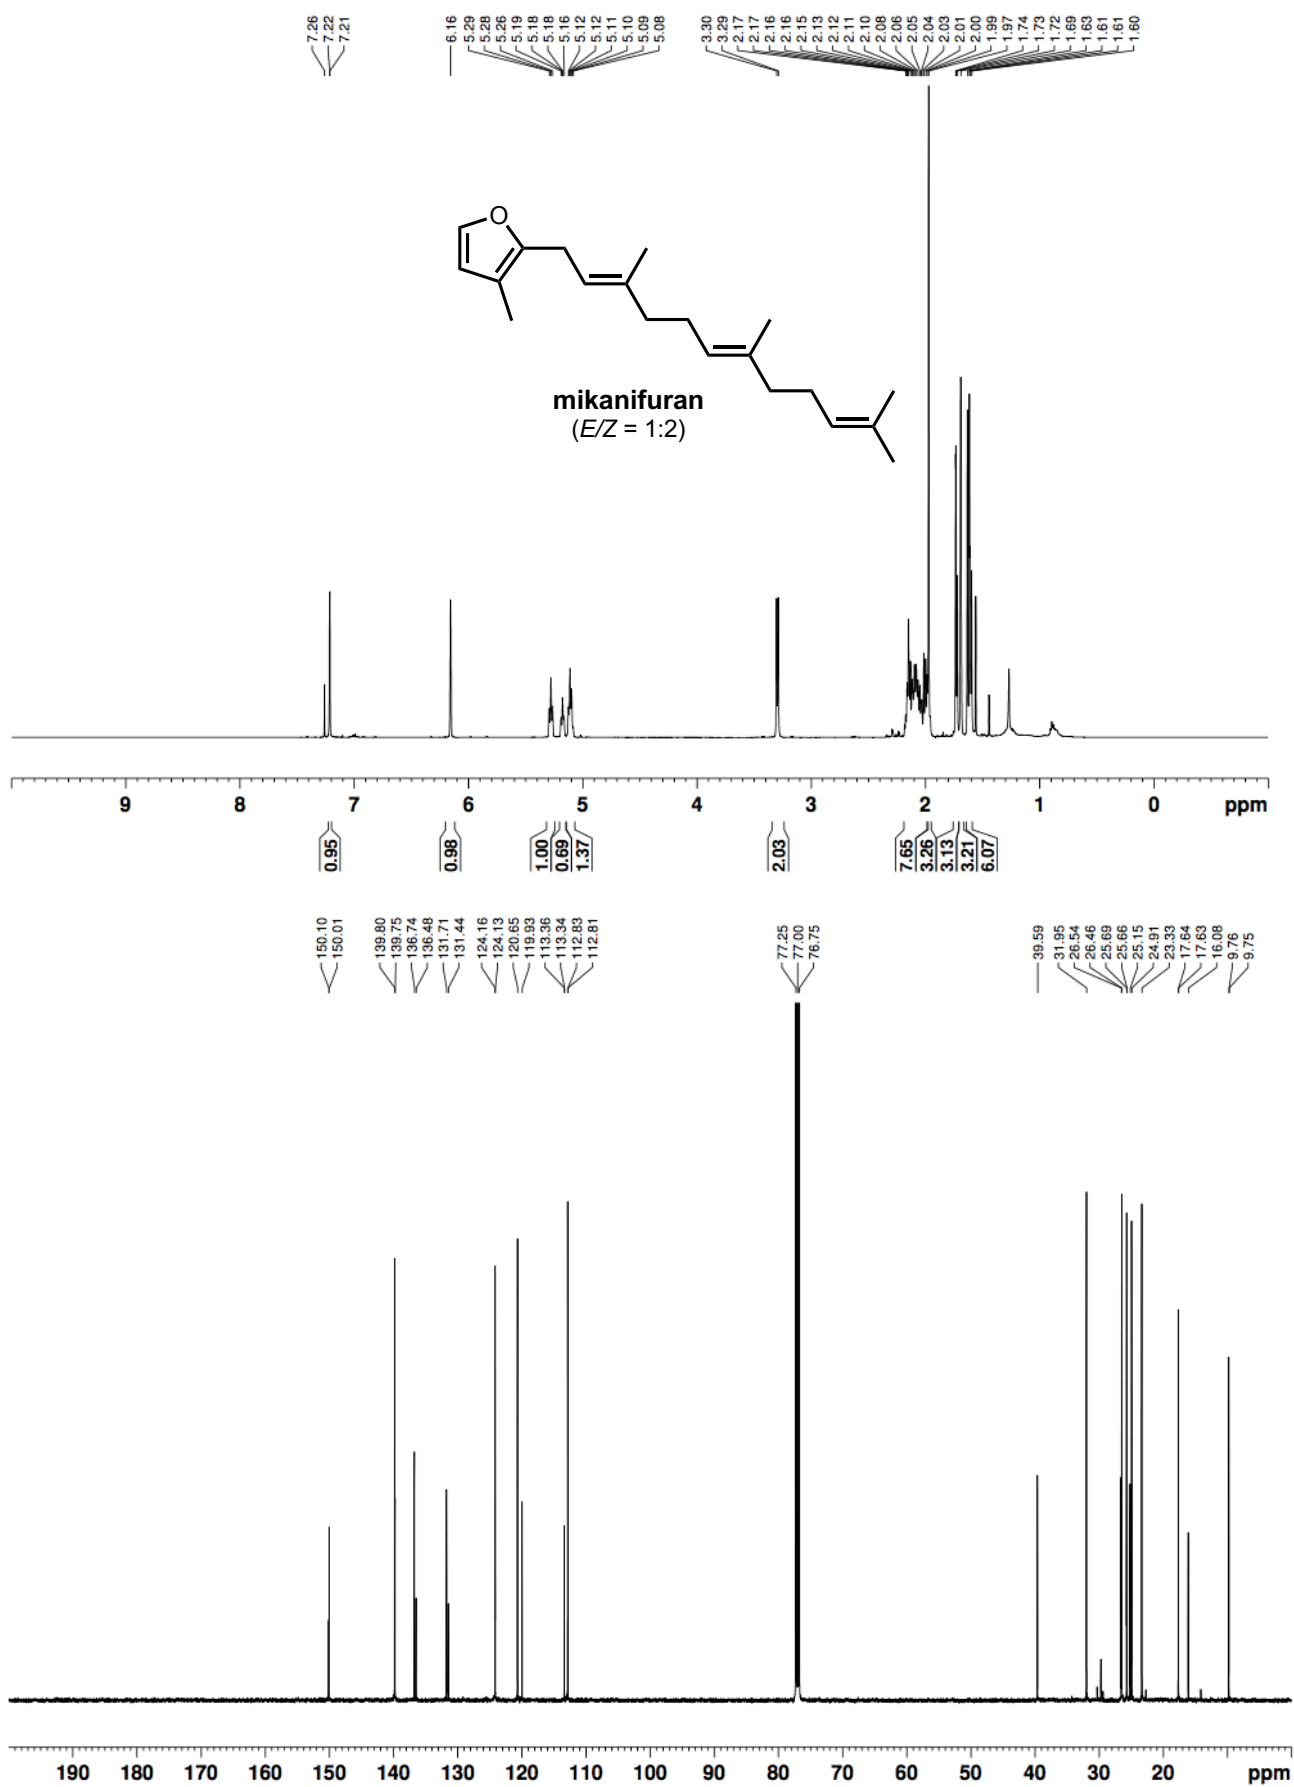 7.26 7.22 7.21 6.16 5.29 5.28 5.26 5.19 5.18 5.18 5.16 5.12 5.12 5.11 5.10 5.09 5.08 3.30 3.29 2.17 2.17 2.16 2.16 2.15 2.13 2.12 2.11 2.10 2.08 2.06 2.05 2.04 2.03 2.01 2.00 1.99 1.97 1.74 1.73 1.72 1.69 1.63 1.61 1.61 1.60
O
mikanifuran
(E/Z = 1:2)
9 8 7 6 5 4 3 2 1 0 ppm
0.95 0.98 1.00 0.69 1.37 2.03 7.65 3.26 3.13 3.21 6.07
150.10 150.01 139.80 139.75 136.74 136.48 131.71 131.44 124.16 124.13 120.65 119.93 113.36 113.34 112.83 112.81 77.25 77.00 76.75 39.59 31.95 26.54 26.46 25.69 25.66 25.15 24.91 23.33 17.64 17.63 16.08 9.76 9.75
190 180 170 160 150 140 130 120 110 100 90 80 70 60 50 40 30 20 ppm